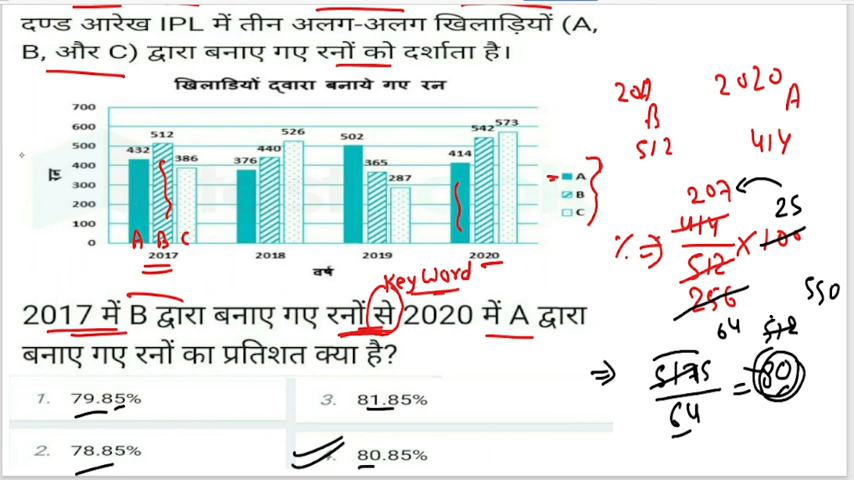 दण्ड आरेख IPL में तीन अलग-अलग खिलाड़ियों (A,
B, और C) द्वारा बनाए गए रनों को दर्शाता है।
खिलाडियों द्वारा बनाये गए रन
700
600
500
400
300
200
100
0
रन
432 512 386
376 440 526
502 365 287
414 542 573
A B C
2017 2018 2019 2020
वर्ष
A
B
C
Key Word
2017 में B द्वारा बनाए गए रनों से 2020 में A द्वारा
बनाए गए रनों का प्रतिशत क्या है?
1. 79.85%
3. 81.85%
2. 78.85%
80.85%
2020
B A
512 414
207 25
% ⇒ 414/512 × 100
256
550
64 512
⇒ 5175/64 = 80